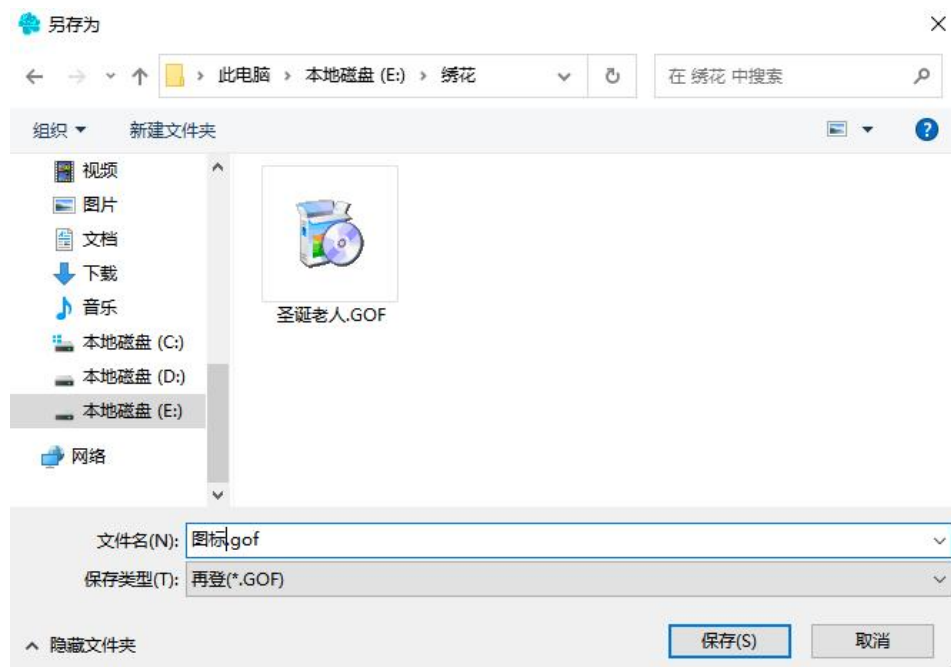 另存为
此电脑 › 本地磁盘 (E:) › 绣花
在 绣花 中搜索
组织
新建文件夹
视频
图片
文档
下载
音乐
本地磁盘 (C:)
本地磁盘 (D:)
本地磁盘 (E:)
网络
圣诞老人.GOF
文件名(N): 图标.gof
保存类型(T): 再登(*.GOF)
隐藏文件夹
保存(S)
取消